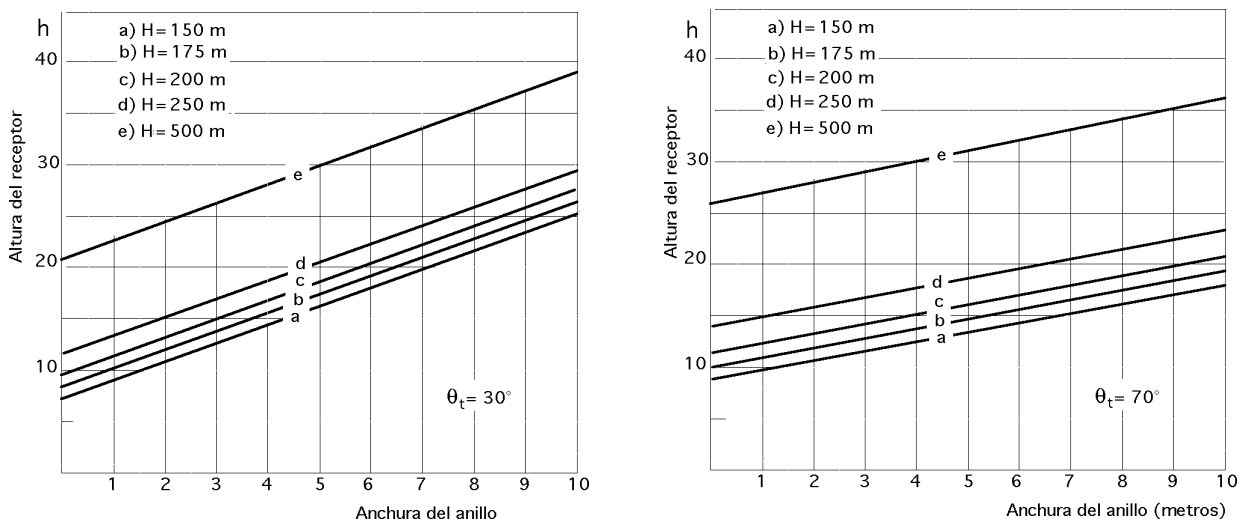 h
a) H= 150 m
b) H= 175 m
c) H= 200 m
d) H= 250 m
e) H= 500 m
40
30
20
10
Altura del receptor
e
d
c
b
a
θt= 30°
1 2 3 4 5 6 7 8 9 10
Anchura del anillo
h
a) H= 150 m
b) H= 175 m
c) H= 200 m
d) H= 250 m
e) H= 500 m
40
30
20
10
Altura del receptor
e
d
c
b
a
θt= 70°
1 2 3 4 5 6 7 8 9 10
Anchura del anillo (metros)